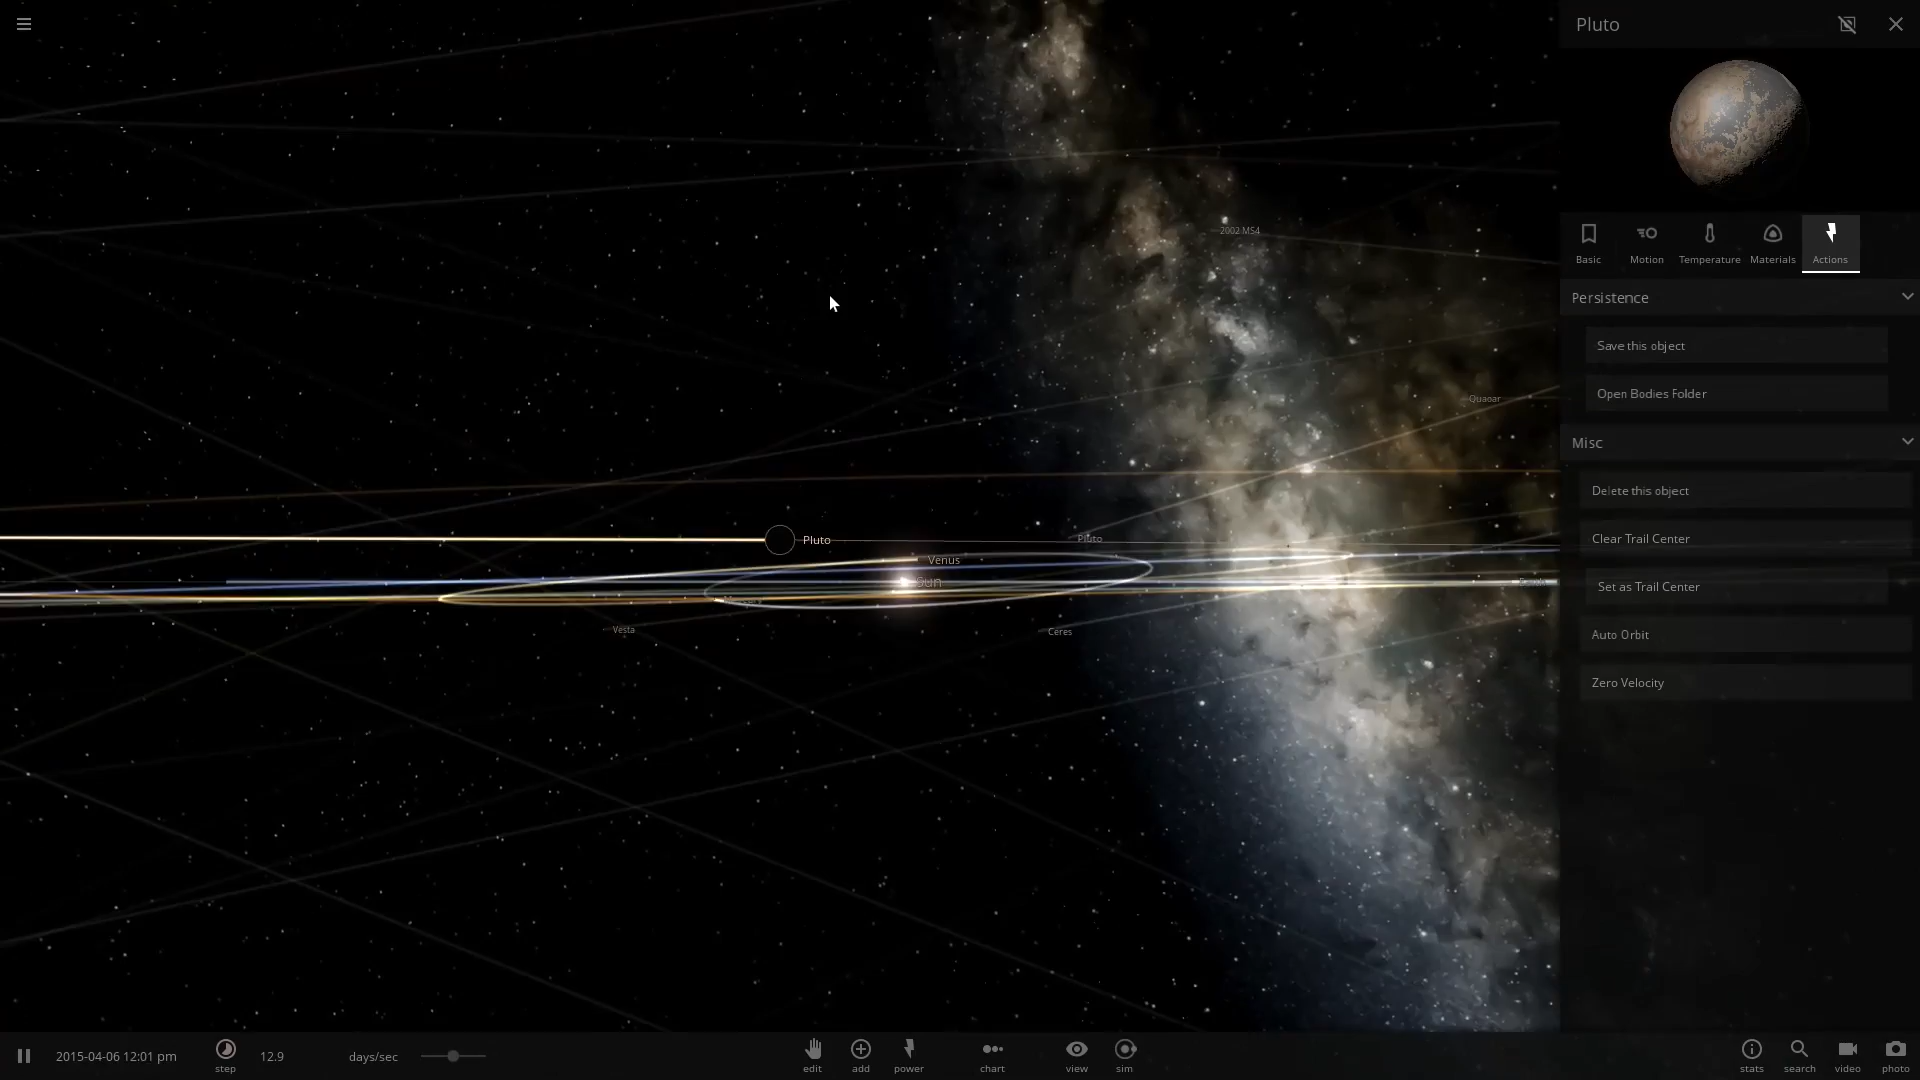 Pluto
Basic
Motion
Temperature
Materials
Actions
Persistence
Save this object
Open Bodies Folder
Misc
Delete this object
Clear Trail Center
Set as Trail Center
Auto Orbit
Zero Velocity
2002 MS4
Quaoar
Pluto
Pluto
Venus
Sun
Earth
Vesta
Ceres
2015-04-06 12:01 pm
step
12.9
days/sec
edit
add
power
chart
view
sim
stats
search
video
photo